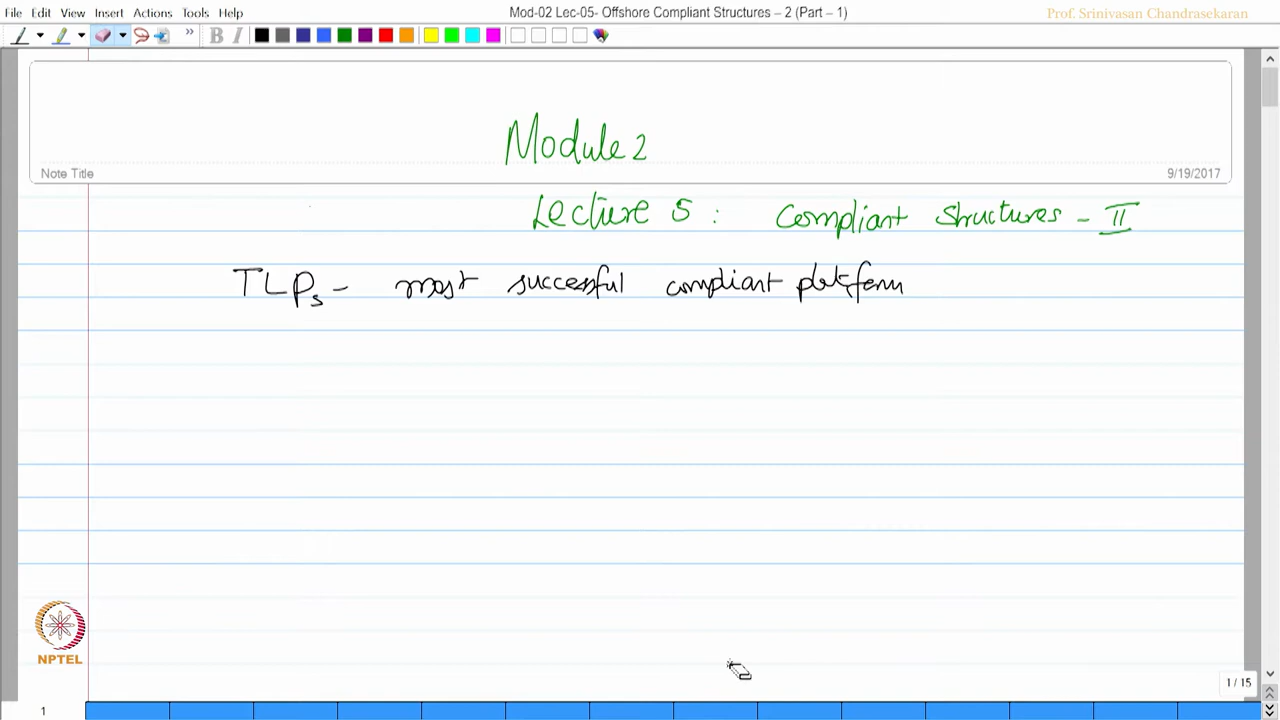 File Edit View Insert Actions Tools Help
Mod-02 Lec-05- Offshore Compliant Structures – 2 (Part – 1)
Prof. Srinivasan Chandrasekaran
B I
Module 2
Note Title
9/19/2017
Lecture 5 : Compliant Structures - II
TLPs - most successful compliant platform
NPTEL
1 / 15
1